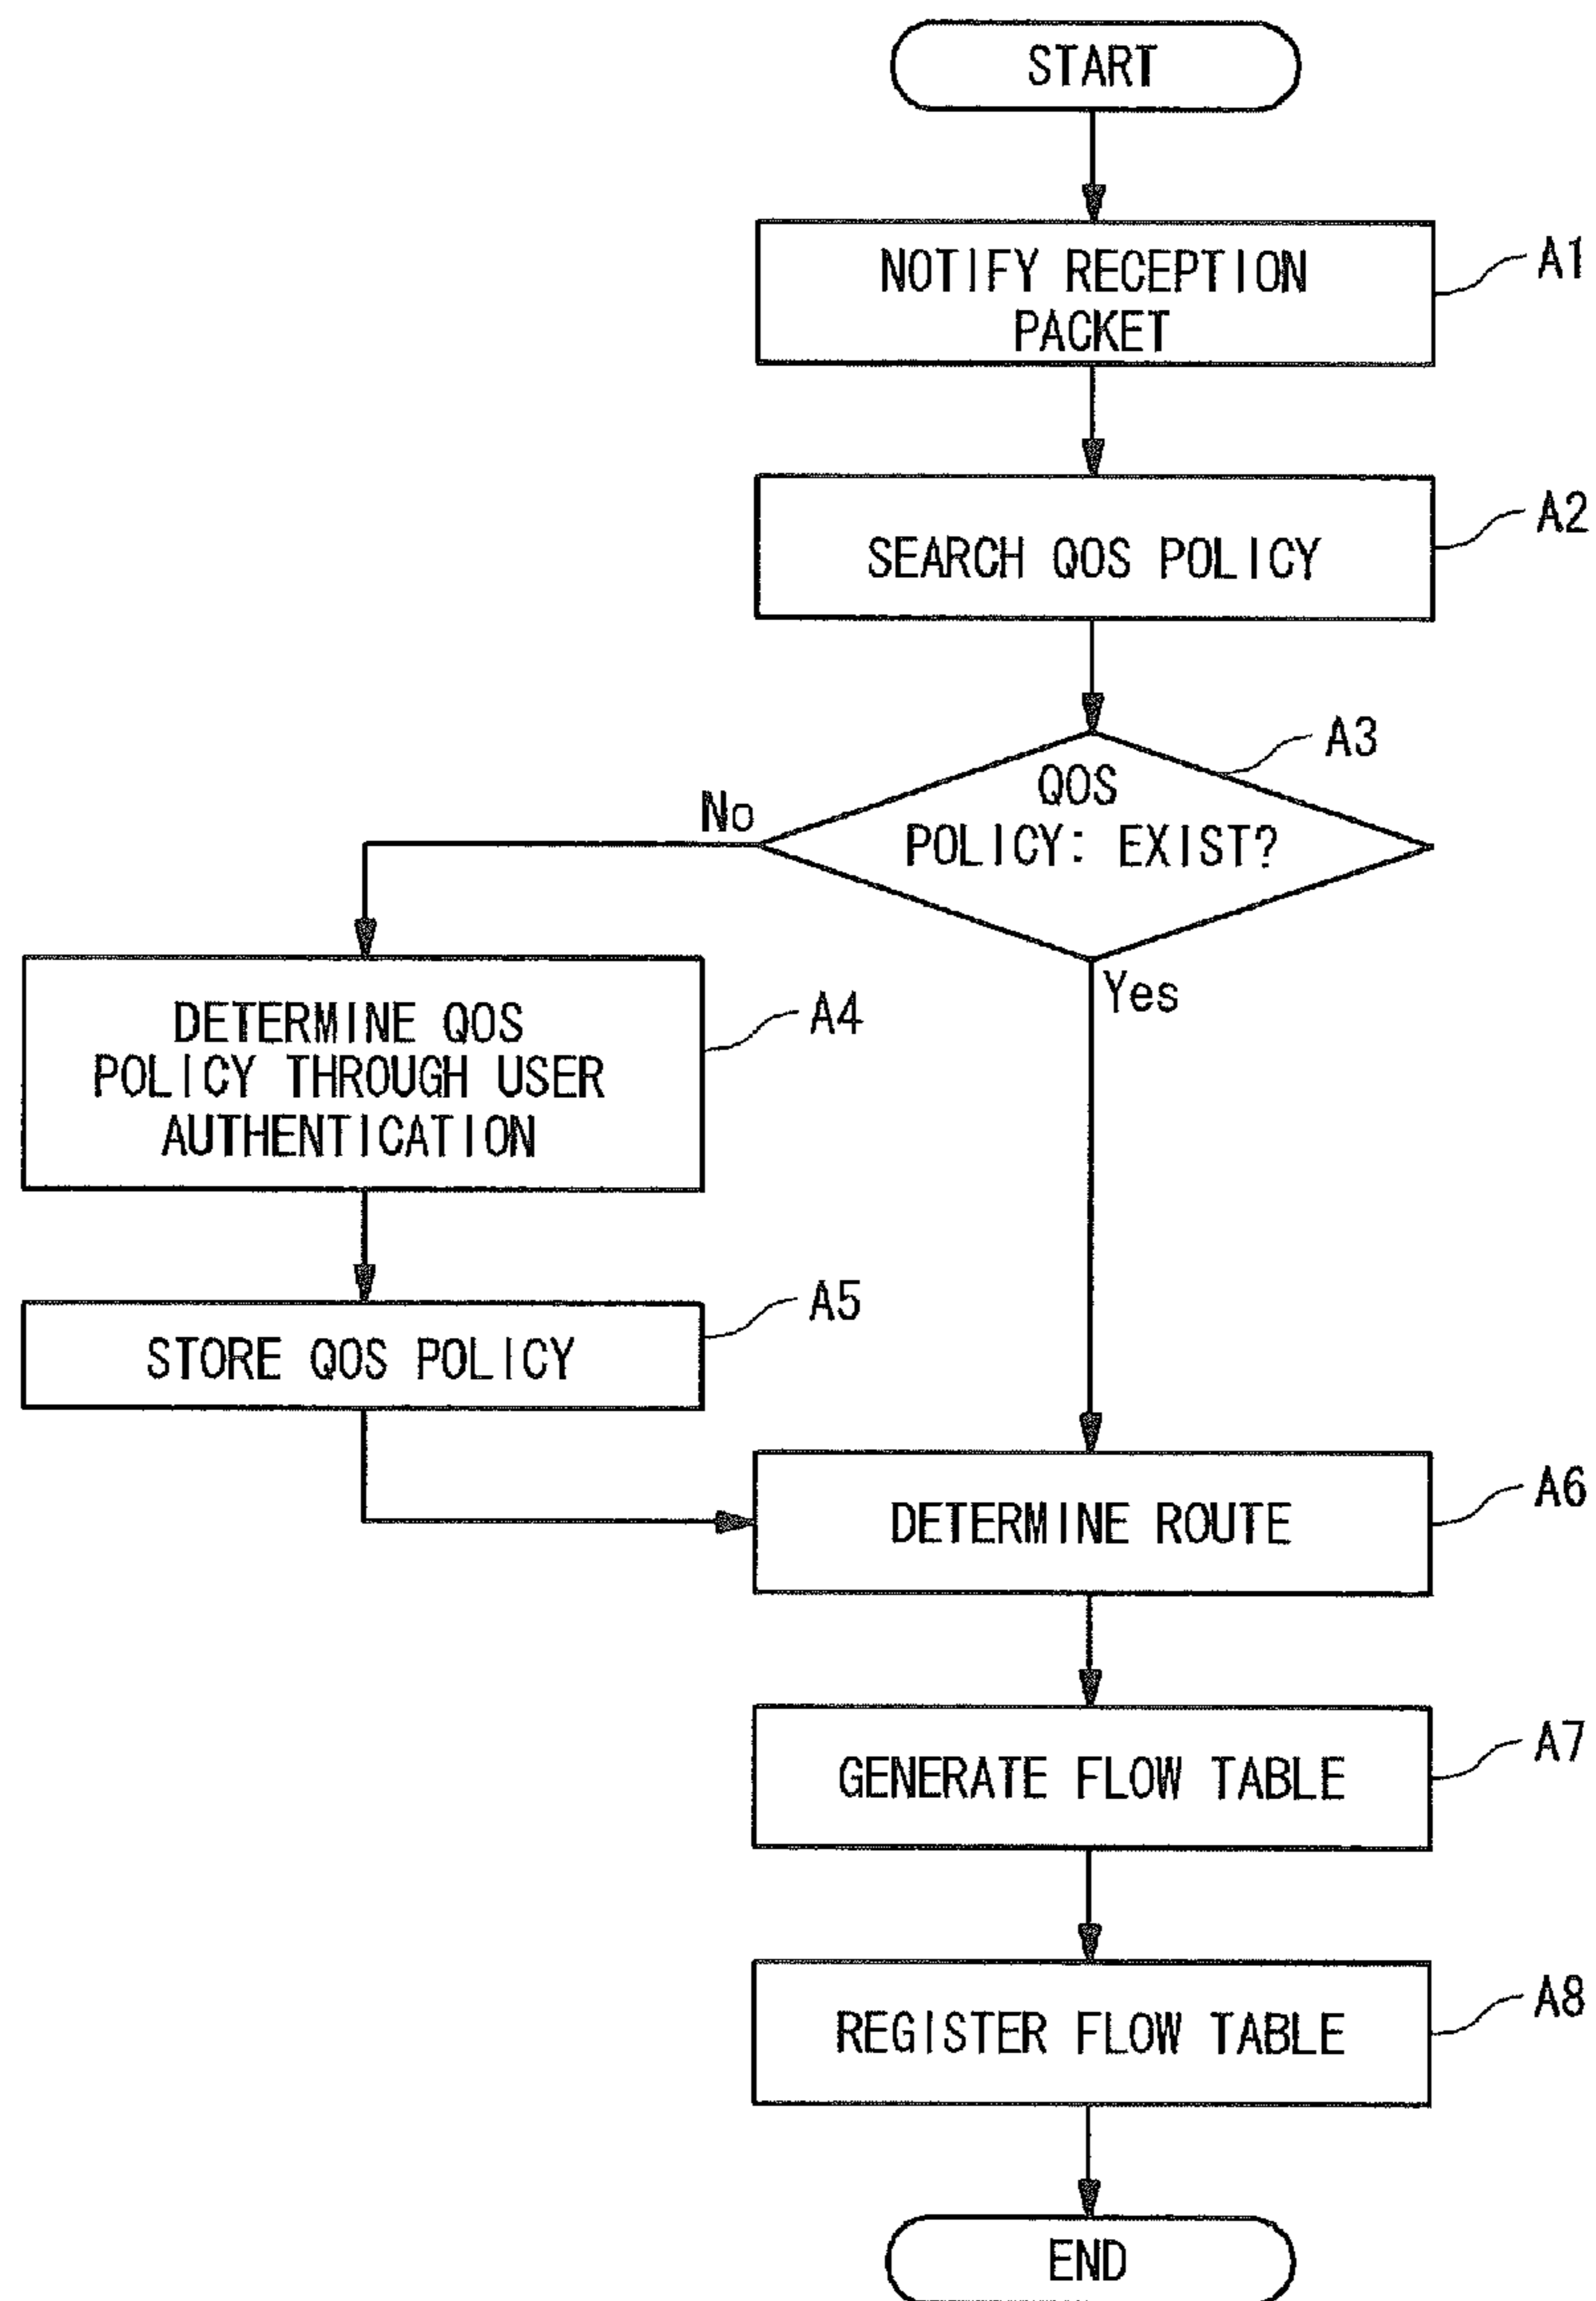 START
NOTIFY RECEPTION
PACKET
A1
SEARCH QOS POLICY
A2
A3
QOS
POLICY: EXIST?
No
Yes
DETERMINE QOS
POLICY THROUGH USER
AUTHENTICATION
A4
STORE QOS POLICY
A5
DETERMINE ROUTE
A6
GENERATE FLOW TABLE
A7
REGISTER FLOW TABLE
A8
END